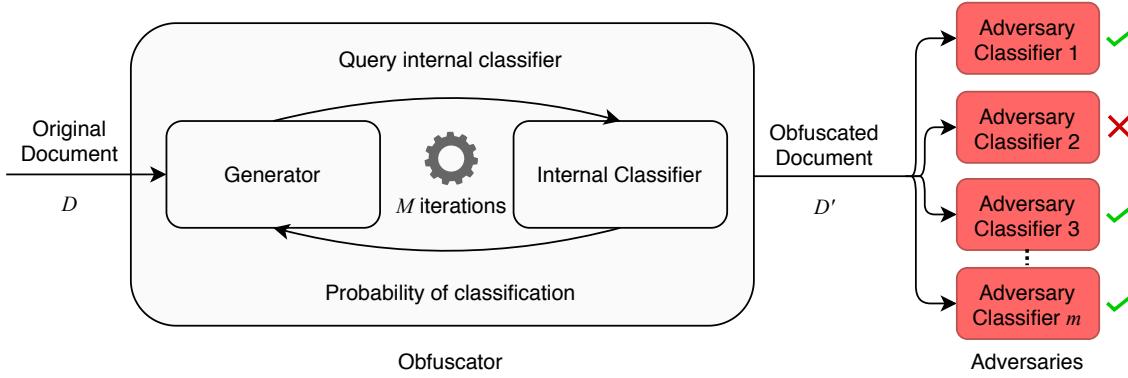 Query internal classifier
Original
Document
D
Generator
M iterations
Internal Classifier
Probability of classification
Obfuscator
Obfuscated
Document
D'
Adversary
Classifier 1
Adversary
Classifier 2
Adversary
Classifier 3
Adversary
Classifier m
Adversaries